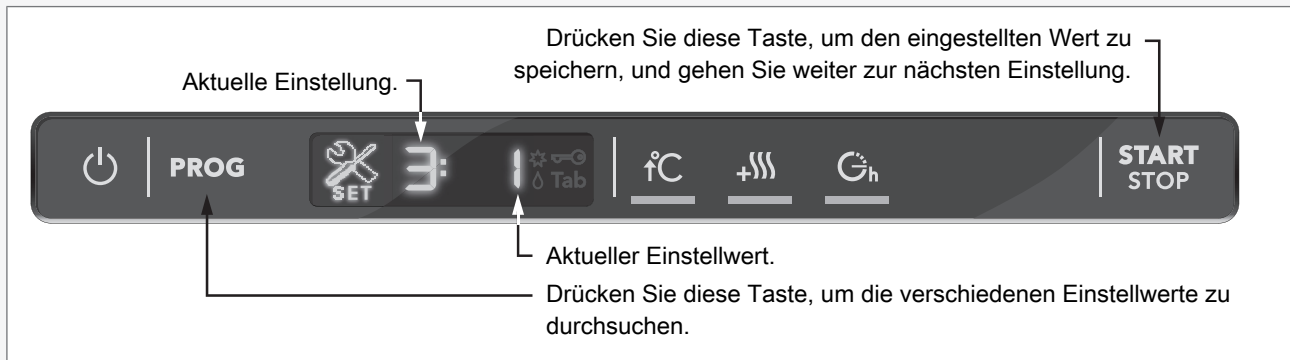 Drücken Sie diese Taste, um den eingestellten Wert zu
speichern, und gehen Sie weiter zur nächsten Einstellung.
Aktuelle Einstellung.
PROG
SET
3:
1
Tab
↑°C
+
h
START
STOP
Aktueller Einstellwert.
Drücken Sie diese Taste, um die verschiedenen Einstellwerte zu
durchsuchen.